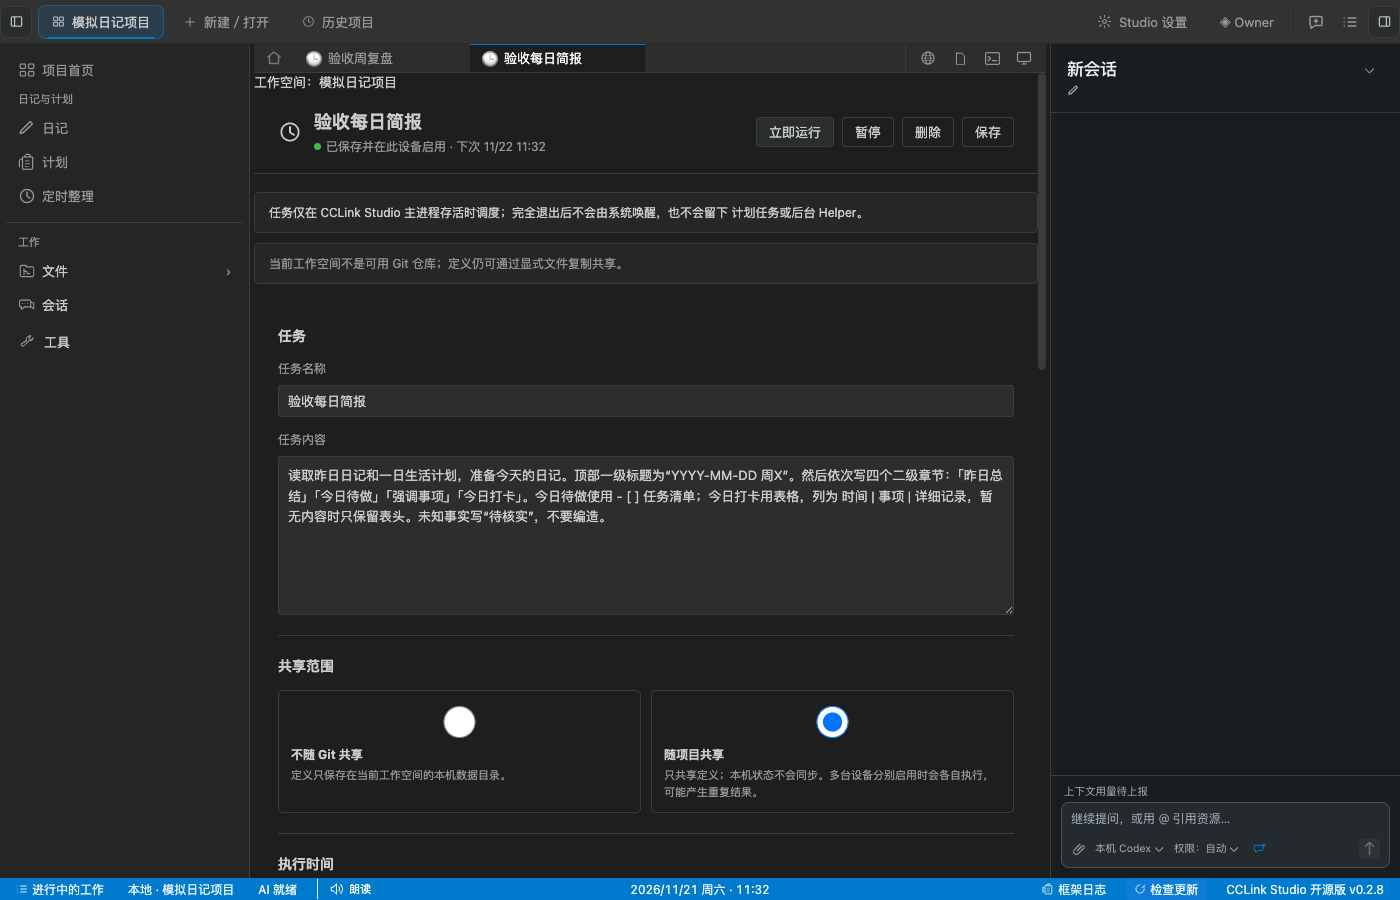 模拟日记项目
新建 / 打开
历史项目
Studio 设置
Owner
项目首页
日记与计划
日记
计划
定时整理
工作
文件
会话
工具
验收周复盘
验收每日简报
工作空间：模拟日记项目
验收每日简报
已保存并在此设备启用 · 下次 11/22 11:32
立即运行
暂停
删除
保存
任务仅在 CCLink Studio 主进程存活时调度；完全退出后不会由系统唤醒，也不会留下 计划任务或后台 Helper。
当前工作空间不是可用 Git 仓库；定义仍可通过显式文件复制共享。
任务
任务名称
验收每日简报
任务内容
读取昨日日记和一日生活计划，准备今天的日记。顶部一级标题为“YYYY-MM-DD 周X”。然后依次写四个二级章节：「昨日总
结」「今日待做」「强调事项」「今日打卡」。今日待做使用 - [ ] 任务清单；今日打卡用表格，列为 时间 | 事项 | 详细记录，暂
无内容时只保留表头。未知事实写“待核实”，不要编造。
共享范围
不随 Git 共享
定义只保存在当前工作空间的本机数据目录。
随项目共享
只共享定义；本机状态不会同步。多台设备分别启用时会各自执行，
可能产生重复结果。
执行时间
新会话
上下文用量待上报
继续提问，或用 @ 引用资源...
本机 Codex
权限：自动
进行中的工作
本地 · 模拟日记项目
AI 就绪
朗读
2026/11/21 周六 · 11:32
框架日志
检查更新
CCLink Studio 开源版 v0.2.8